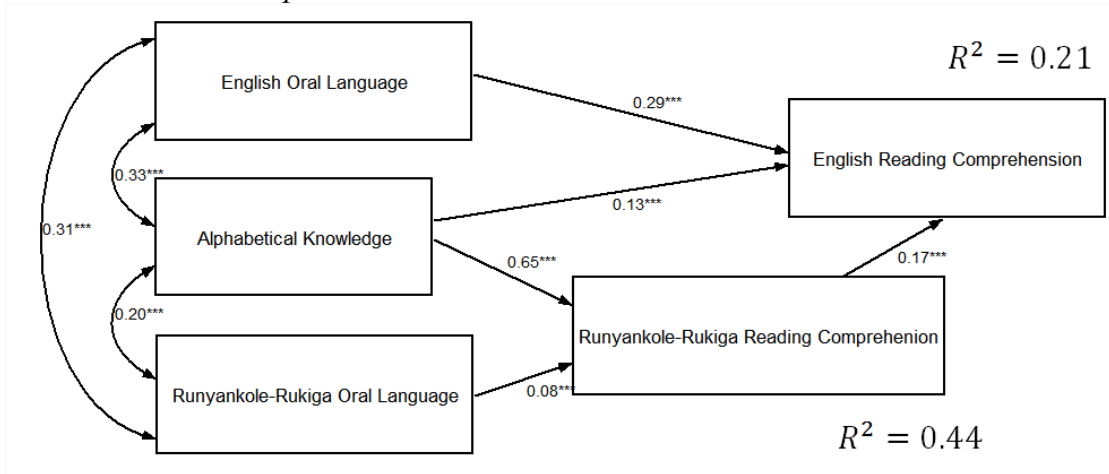 English Oral Language
R² = 0.21
0.29***
English Reading Comprehension
0.33***
Alphabetical Knowledge
0.13***
0.31***
0.65***
0.17***
0.20***
Runyankole-Rukiga Reading Comprehenion
Runyankole-Rukiga Oral Language
0.08***
R² = 0.44